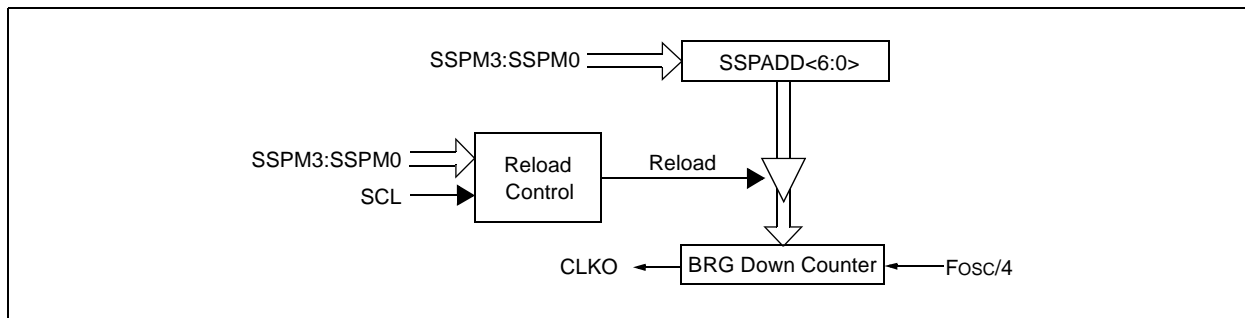 SSPM3:SSPM0
SSPADD<6:0>
SSPM3:SSPM0
SCL
Reload
Control
Reload
CLKO
BRG Down Counter
FOSC/4